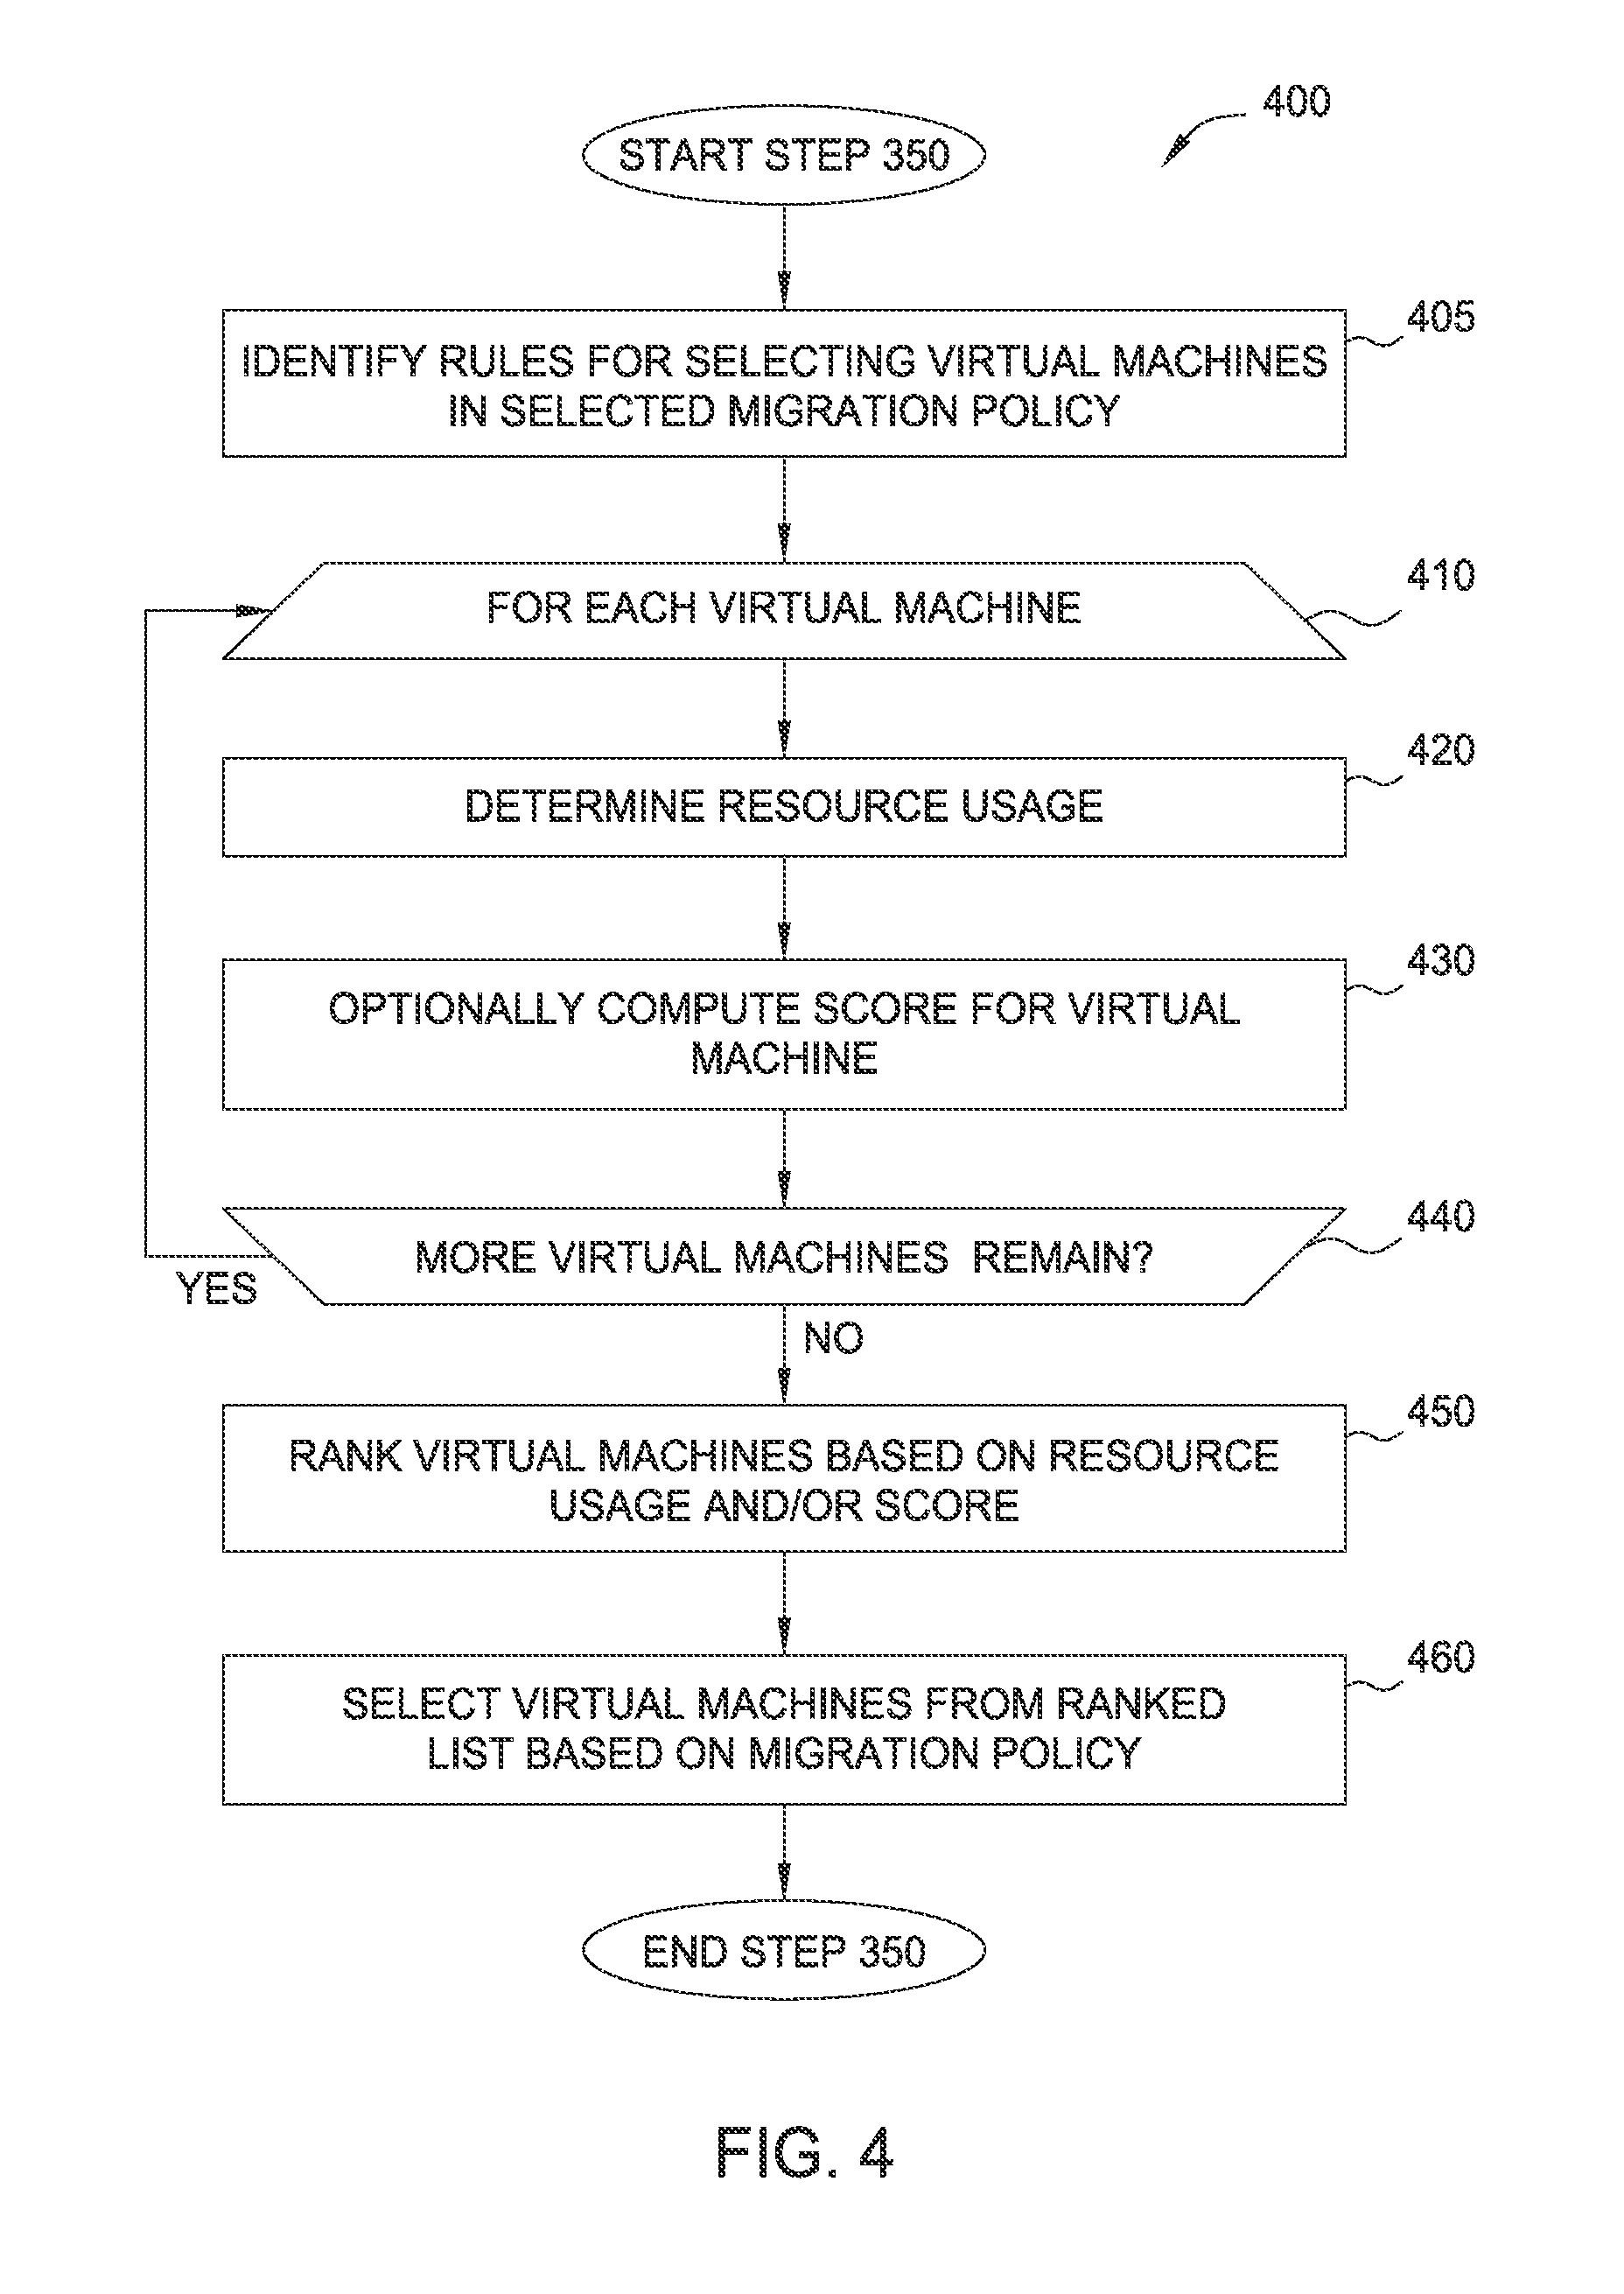 400
START STEP 350
405
IDENTIFY RULES FOR SELECTING VIRTUAL MACHINES
IN SELECTED MIGRATION POLICY
410
FOR EACH VIRTUAL MACHINE
420
DETERMINE RESOURCE USAGE
430
OPTIONALLY COMPUTE SCORE FOR VIRTUAL
MACHINE
440
MORE VIRTUAL MACHINES REMAIN?
YES
NO
450
RANK VIRTUAL MACHINES BASED ON RESOURCE
USAGE AND/OR SCORE
460
SELECT VIRTUAL MACHINES FROM RANKED
LIST BASED ON MIGRATION POLICY
END STEP 350
FIG. 4